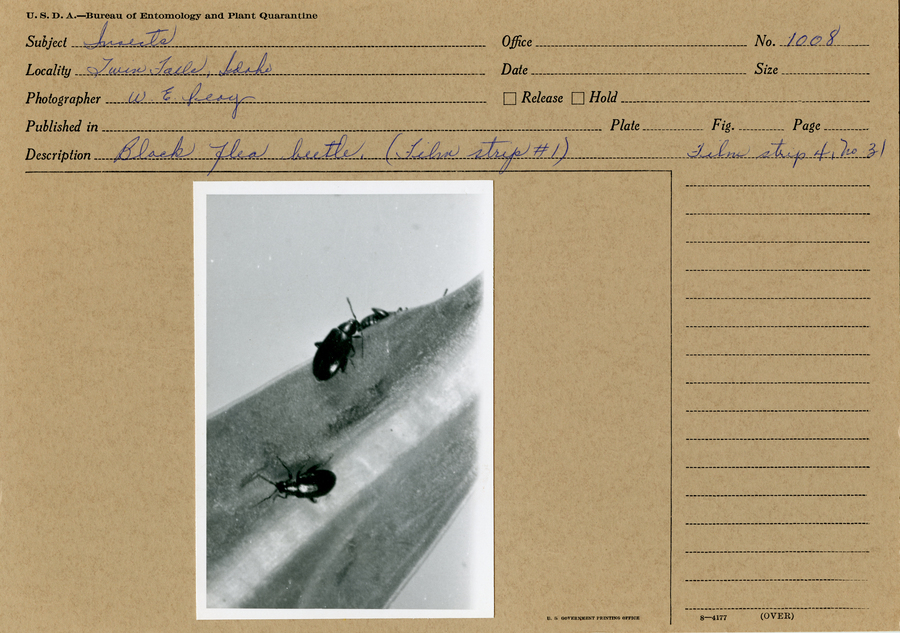 U. S. D. A.—Bureau of Entomology and Plant Quarantine
Subject Insects Office No. 1008
Locality Twin Falls, Idaho Date Size
Photographer W. E. Peay Release Hold
Published in Plate Fig. Page
Description Black flea beetle. (Film strip #1) Film strip 4, No 31
U. S. GOVERNMENT PRINTING OFFICE 8—4177 (OVER)